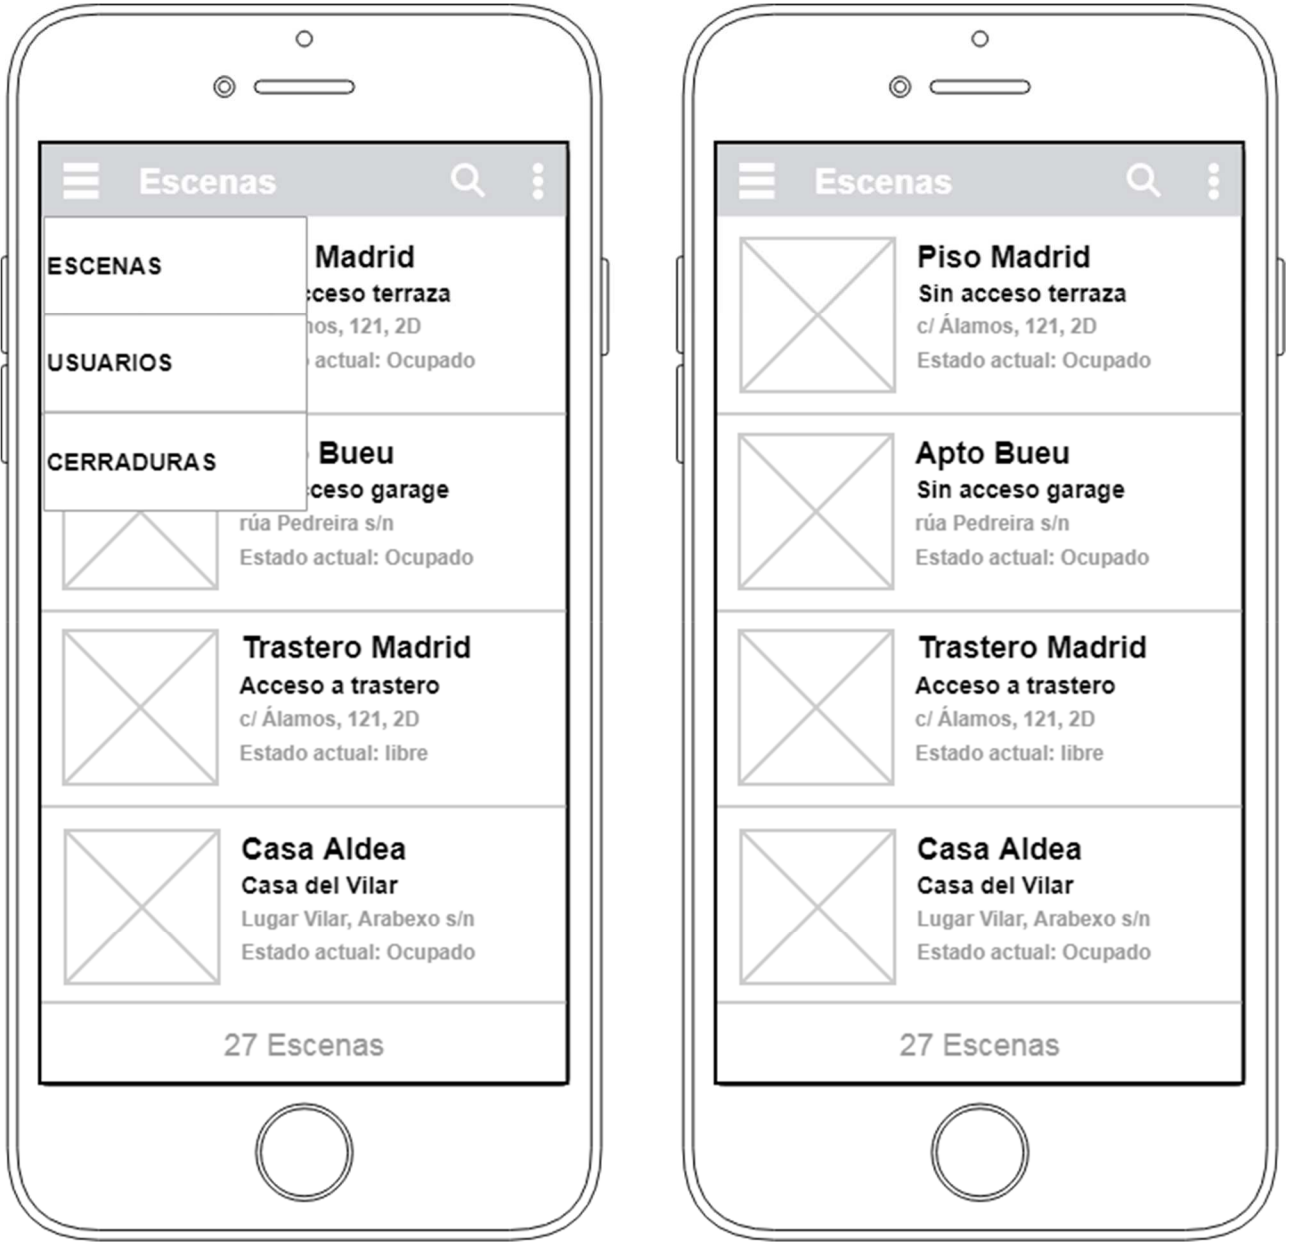 Escenas
ESCENAS
USUARIOS
CERRADURAS
Madrid
acceso terraza
121, 2D
actual: Ocupado
Bueu
acceso garage
rúa Pedreira s/n
Estado actual: Ocupado
Trastero Madrid
Acceso a trastero
c/ Álamos, 121, 2D
Estado actual: libre
Casa Aldea
Casa del Vilar
Lugar Vilar, Arabexo s/n
Estado actual: Ocupado
27 Escenas
Escenas
Piso Madrid
Sin acceso terraza
c/ Álamos, 121, 2D
Estado actual: Ocupado
Apto Bueu
Sin acceso garage
rúa Pedreira s/n
Estado actual: Ocupado
Trastero Madrid
Acceso a trastero
c/ Álamos, 121, 2D
Estado actual: libre
Casa Aldea
Casa del Vilar
Lugar Vilar, Arabexo s/n
Estado actual: Ocupado
27 Escenas